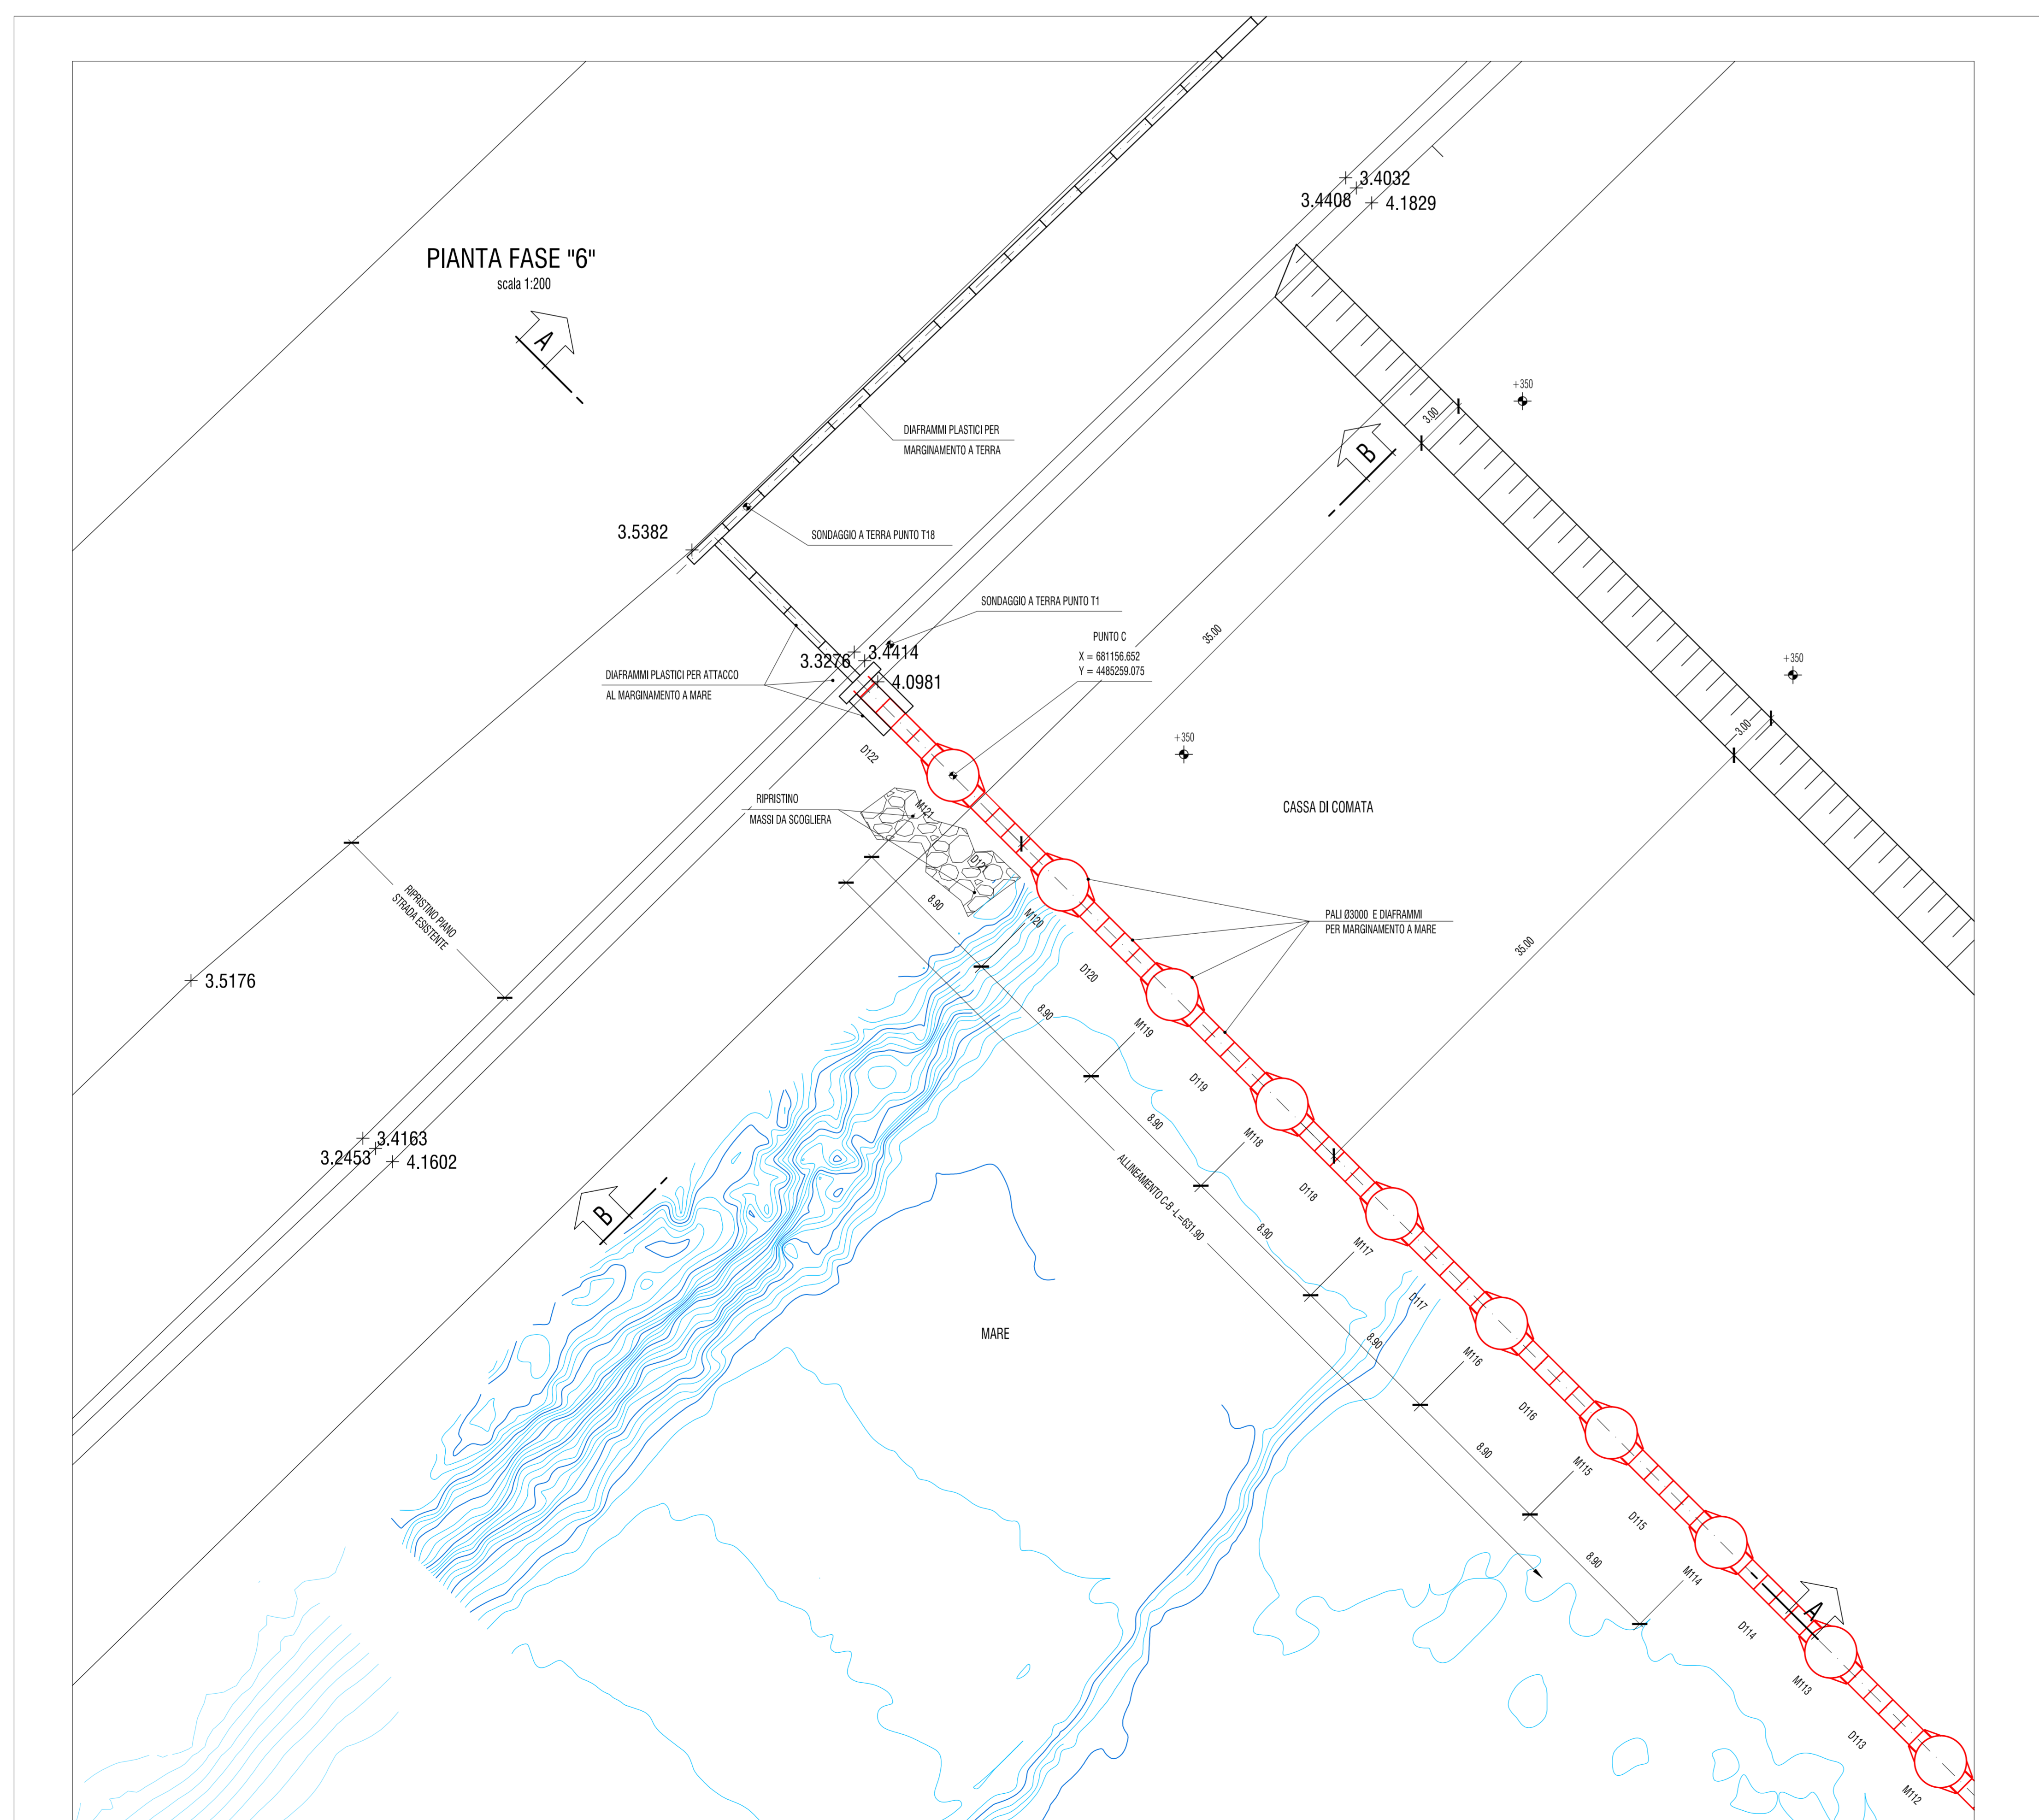 3.4032
3.4408
4.1829
PIANTA FASE "6"
scala 1:200
A
+350
3.00
DIAFRAMMI PLASTICI PER
MARGINAMENTO A TERRA
B
3.5382
SONDAGGIO A TERRA PUNTO T18
SONDAGGIO A TERRA PUNTO T1
35.00
PUNTO C
X = 681156.652
Y = 4485259.075
3.4414
3.3276
4.0981
DIAFRAMMI PLASTICI PER ATTACCO
AL MARGINAMENTO A MARE
+350
3.00
+350
D122
RIPRISTINO
MASSI DA SCOGLIERA
M121
CASSA DI COMATA
D121
RIPRISTINO PIANO
STRADA ESISTENTE
8.90
M120
PALI Ø3000 E DIAFRAMMI
PER MARGINAMENTO A MARE
35.00
D120
3.5176
8.90
M119
D119
3.4163
3.2453
4.1602
8.90
M118
ALLINEAMENTO C-B -L=631.90
D118
B
8.90
M117
D117
MARE
8.90
M116
D116
8.90
M115
D115
8.90
M114
A
D114
M113
D113
M112